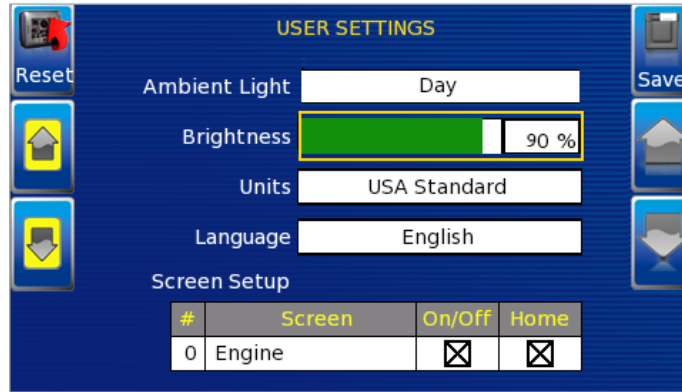 USER SETTINGS
Reset
Save
Ambient Light Day
Brightness 90 %
Units USA Standard
Language English
Screen Setup
# Screen On/Off Home
0 Engine